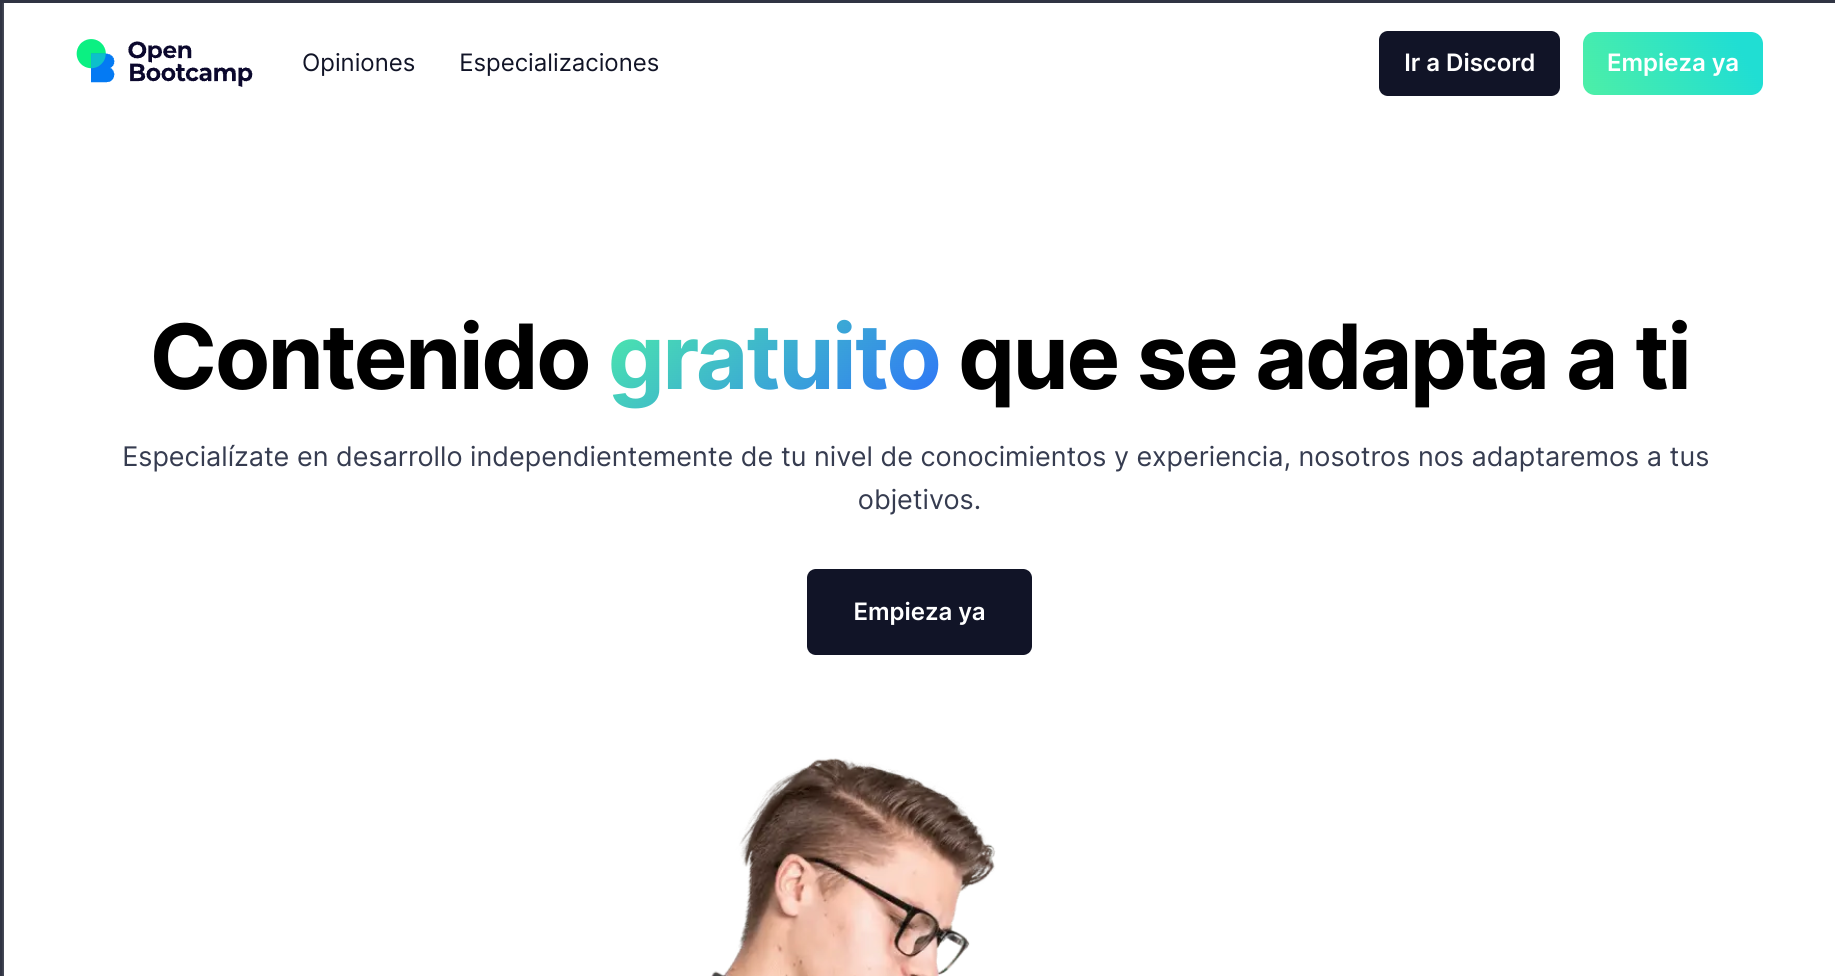 Open
Bootcamp
Opiniones
Especializaciones
Ir a Discord
Empieza ya
Contenido gratuito que se adapta a ti
Especialízate en desarrollo independientemente de tu nivel de conocimientos y experiencia, nosotros nos adaptaremos a tus
objetivos.
Empieza ya